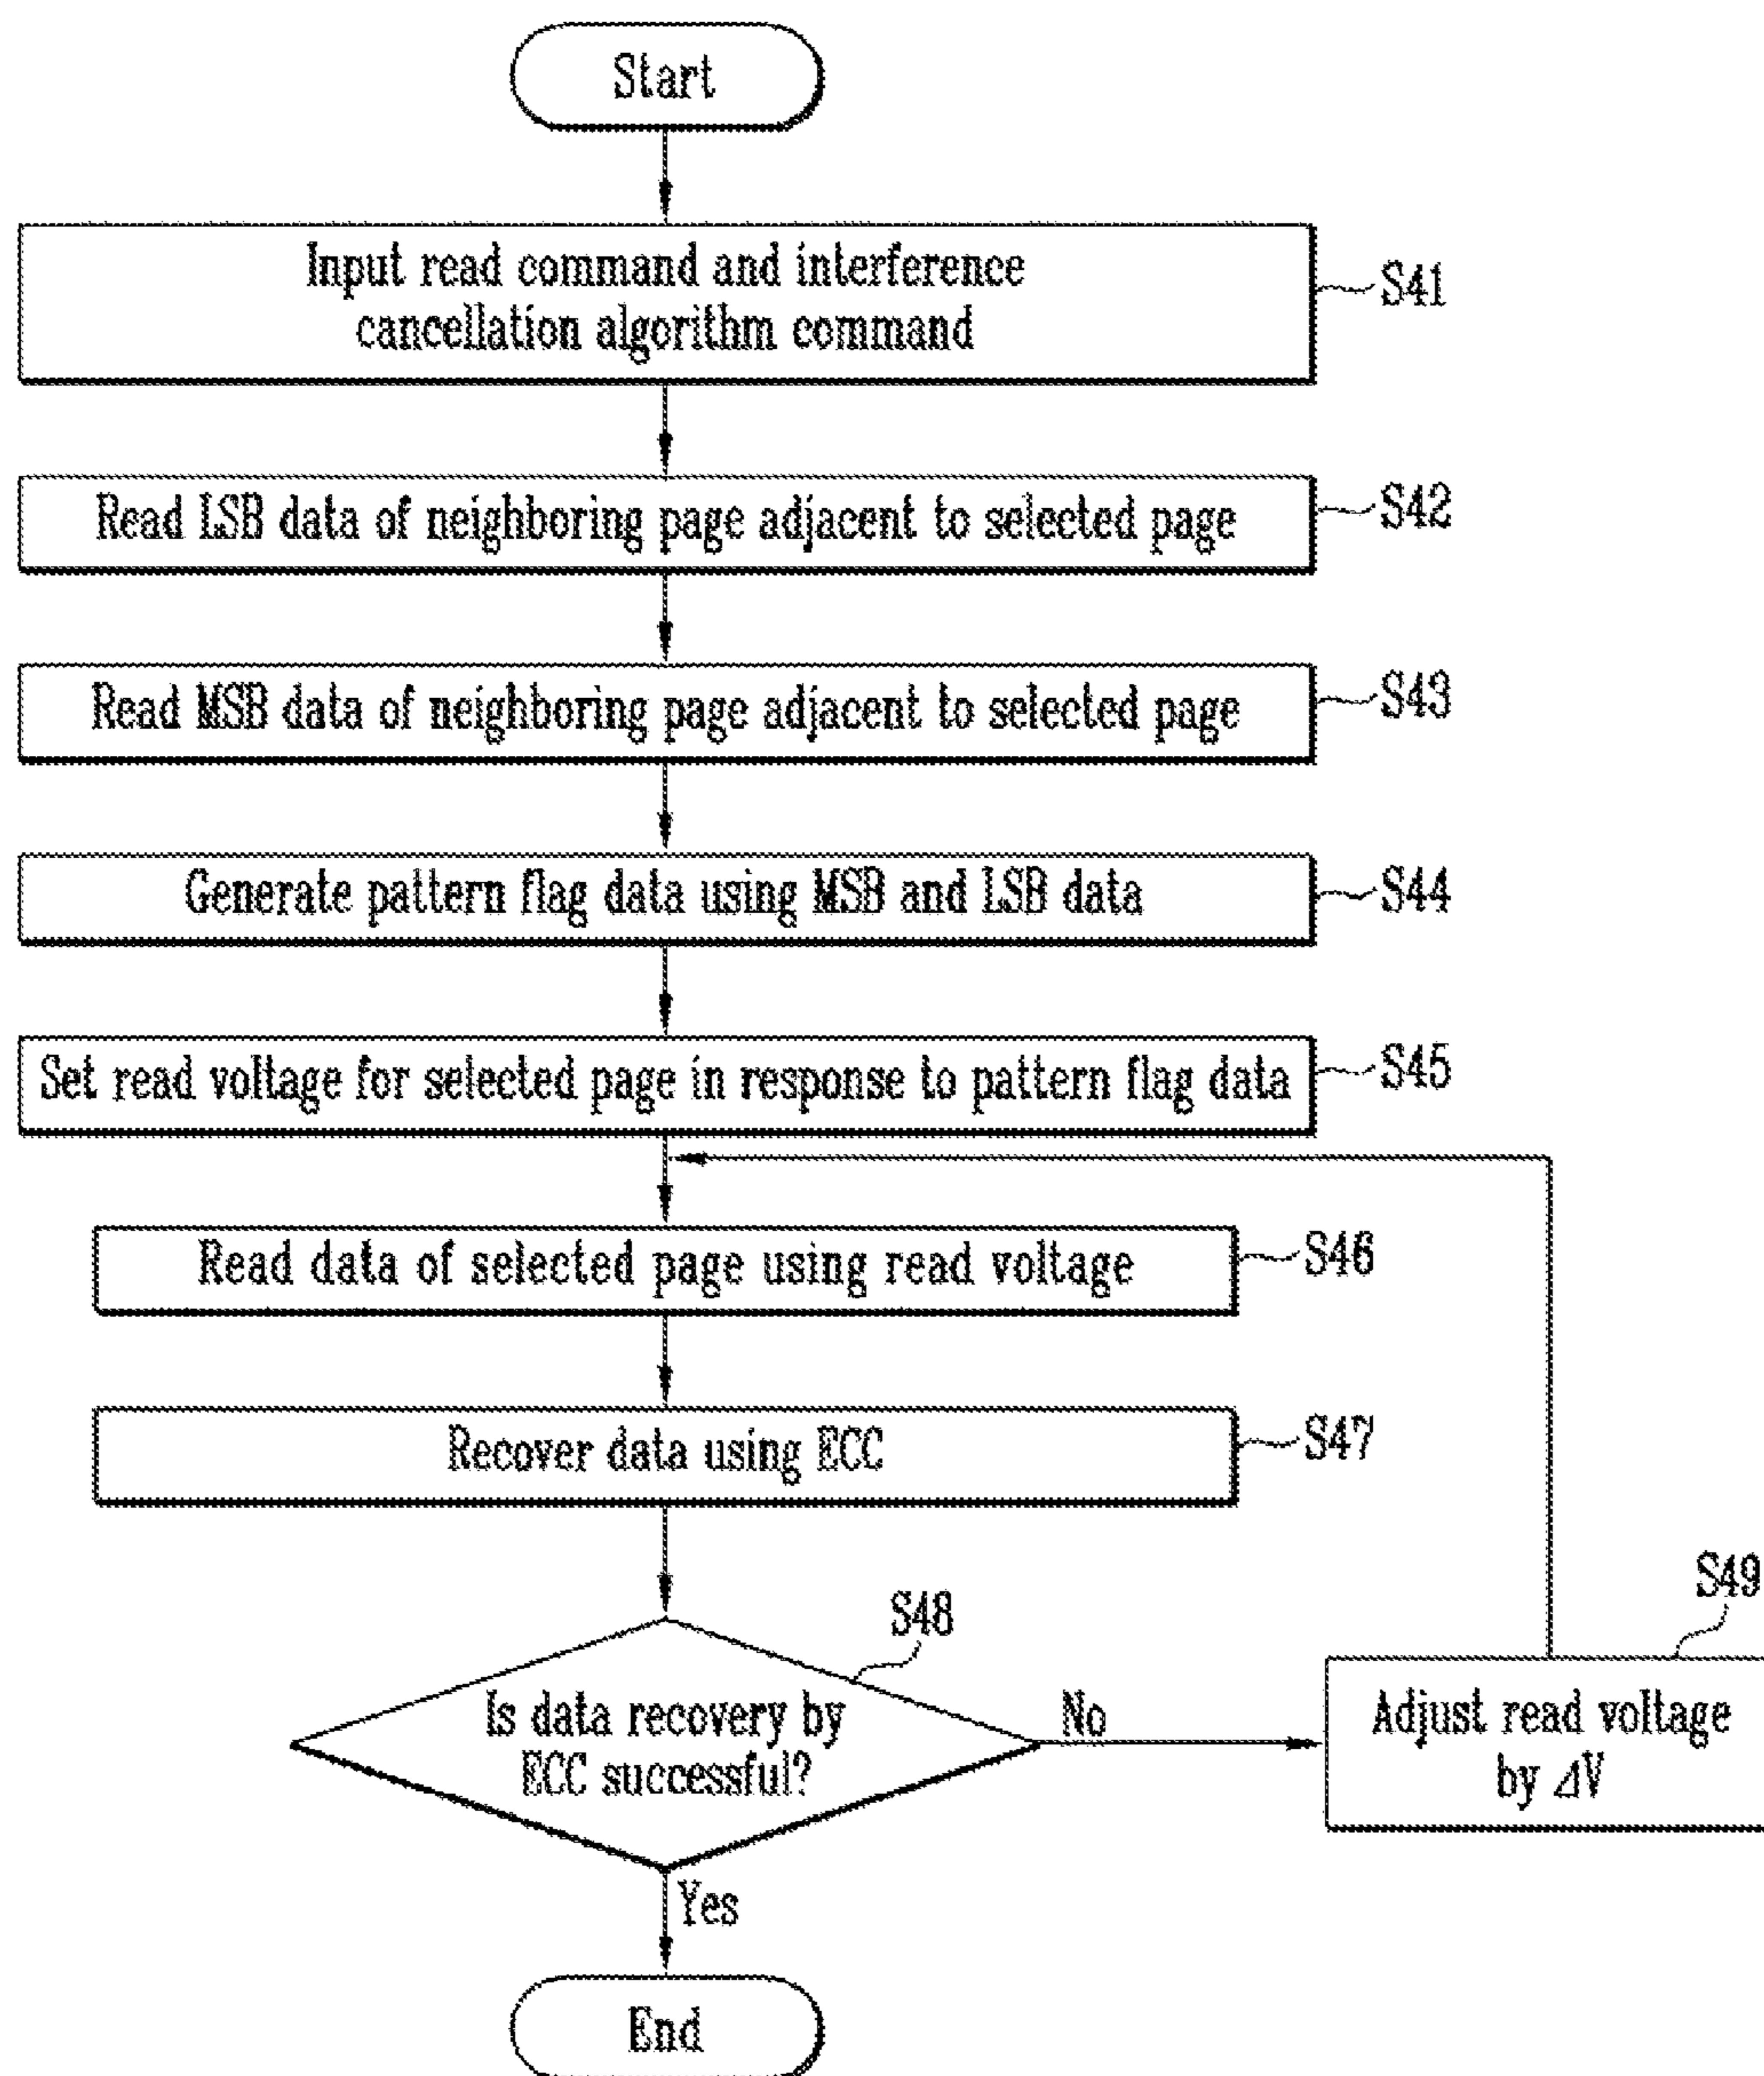 Start
Input read command and interference
cancellation algorithm command
S41
Read LSB data of neighboring page adjacent to selected page
S42
Read MSB data of neighboring page adjacent to selected page
S43
Generate pattern flag data using MSB and LSB data
S44
Set read voltage for selected page in response to pattern flag data
S45
Read data of selected page using read voltage
S46
Recover data using ECC
S47
S48
Is data recovery by
ECC successful?
No
S49
Adjust read voltage
by ΔV
Yes
End